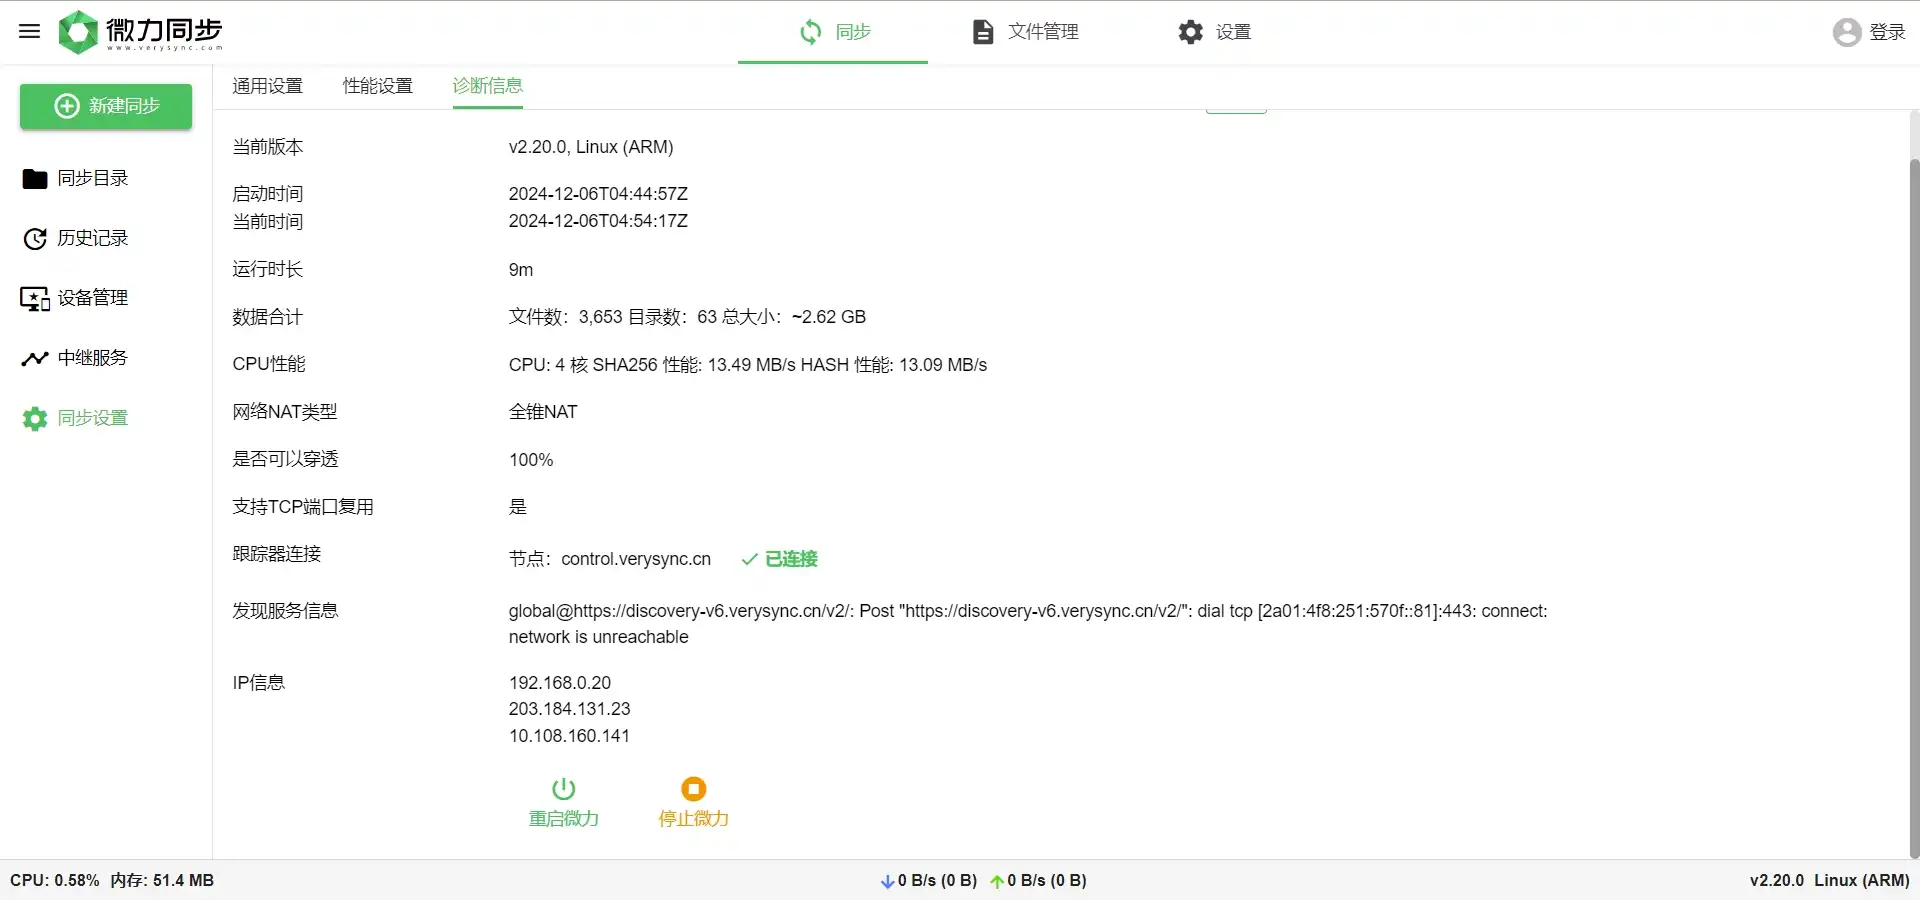 微力同步
www.verysync.com
同步
文件管理
设置
登录
新建同步
同步目录
历史记录
设备管理
中继服务
同步设置
通用设置
性能设置
诊断信息
当前版本
v2.20.0, Linux (ARM)
启动时间
2024-12-06T04:44:57Z
当前时间
2024-12-06T04:54:17Z
运行时长
9m
数据合计
文件数：3,653 目录数：63 总大小：~2.62 GB
CPU性能
CPU: 4 核 SHA256 性能: 13.49 MB/s HASH 性能: 13.09 MB/s
网络NAT类型
全锥NAT
是否可以穿透
100%
支持TCP端口复用
是
跟踪器连接
节点：control.verysync.cn 已连接
发现服务信息
global@https://discovery-v6.verysync.cn/v2/: Post "https://discovery-v6.verysync.cn/v2/": dial tcp [2a01:4f8:251:570f::81]:443: connect:
network is unreachable
IP信息
192.168.0.20
203.184.131.23
10.108.160.141
重启微力
停止微力
CPU: 0.58% 内存: 51.4 MB
0 B/s (0 B) 0 B/s (0 B)
v2.20.0 Linux (ARM)